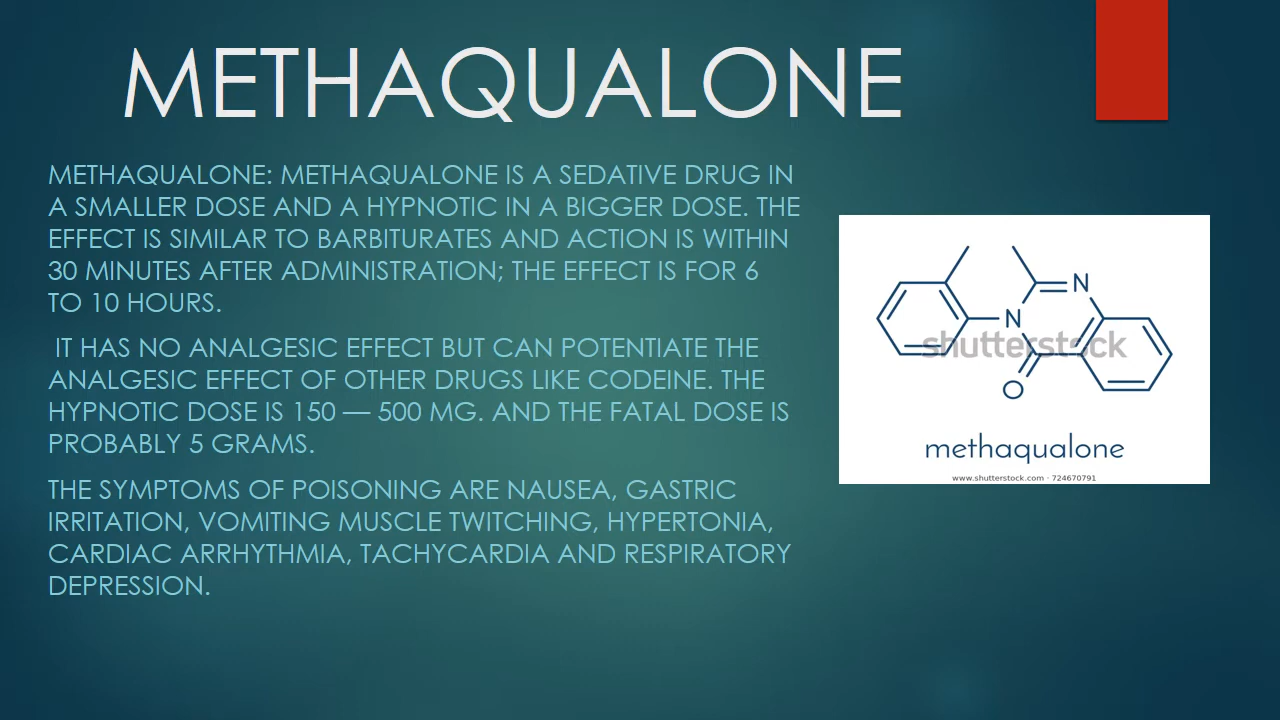 METHAQUALONE
METHAQUALONE: METHAQUALONE IS A SEDATIVE DRUG IN
A SMALLER DOSE AND A HYPNOTIC IN A BIGGER DOSE. THE
EFFECT IS SIMILAR TO BARBITURATES AND ACTION IS WITHIN
30 MINUTES AFTER ADMINISTRATION; THE EFFECT IS FOR 6
TO 10 HOURS.
IT HAS NO ANALGESIC EFFECT BUT CAN POTENTIATE THE
ANALGESIC EFFECT OF OTHER DRUGS LIKE CODEINE. THE
HYPNOTIC DOSE IS 150 — 500 MG. AND THE FATAL DOSE IS
PROBABLY 5 GRAMS.
THE SYMPTOMS OF POISONING ARE NAUSEA, GASTRIC
IRRITATION, VOMITING MUSCLE TWITCHING, HYPERTONIA,
CARDIAC ARRHYTHMIA, TACHYCARDIA AND RESPIRATORY
DEPRESSION.
N
N
shutterstock
O
methaqualone
www.shutterstock.com · 724670791